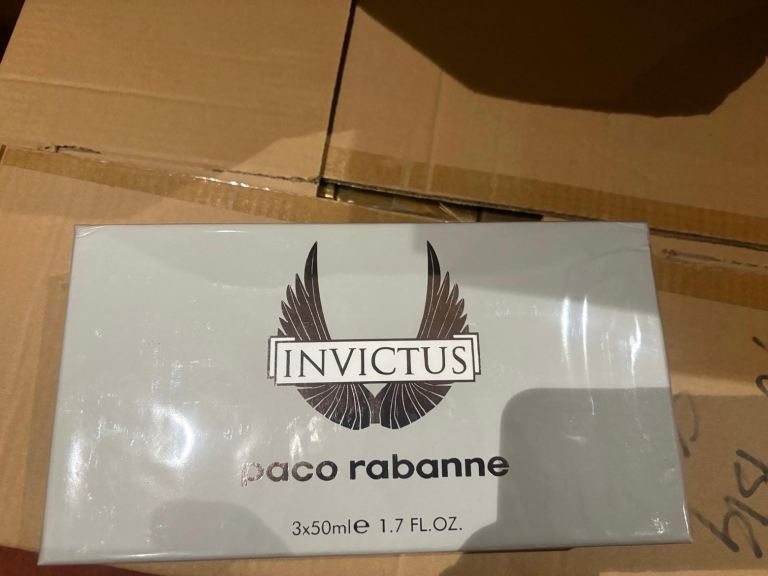 INVICTUS
paco rabanne
3x50ml℮ 1.7 FL.OZ.